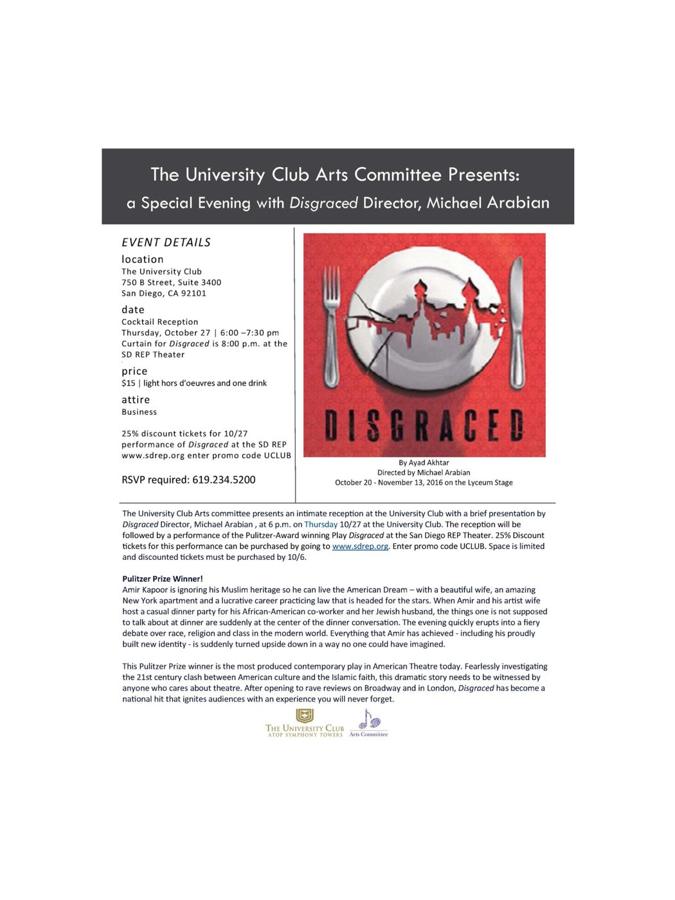 The University Club Arts Committee Presents:
a Special Evening with Disgraced Director, Michael Arabian
EVENT DETAILS
location
The University Club
750 B Street, Suite 3400
San Diego, CA 92101
date
Cocktail Reception
Thursday, October 27 | 6:00 –7:30 pm
Curtain for Disgraced is 8:00 p.m. at the
SD REP Theater
price
$15 | light hors d'oeuvres and one drink
attire
Business
25% discount tickets for 10/27
performance of Disgraced at the SD REP
www.sdrep.org enter promo code UCLUB
RSVP required: 619.234.5200
DISGRACED
By Ayad Akhtar
Directed by Michael Arabian
October 20 - November 13, 2016 on the Lyceum Stage
The University Club Arts committee presents an intimate reception at the University Club with a brief presentation by
Disgraced Director, Michael Arabian , at 6 p.m. on Thursday 10/27 at the University Club. The reception will be
followed by a performance of the Pulitzer-Award winning Play Disgraced at the San Diego REP Theater. 25% Discount
tickets for this performance can be purchased by going to www.sdrep.org. Enter promo code UCLUB. Space is limited
and discounted tickets must be purchased by 10/6.
Pulitzer Prize Winner!
Amir Kapoor is ignoring his Muslim heritage so he can live the American Dream – with a beautiful wife, an amazing
New York apartment and a lucrative career practicing law that is headed for the stars. When Amir and his artist wife
host a casual dinner party for his African-American co-worker and her Jewish husband, the things one is not supposed
to talk about at dinner are suddenly at the center of the dinner conversation. The evening quickly erupts into a fiery
debate over race, religion and class in the modern world. Everything that Amir has achieved - including his proudly
built new identity - is suddenly turned upside down in a way no one could have imagined.
This Pulitzer Prize winner is the most produced contemporary play in American Theatre today. Fearlessly investigating
the 21st century clash between American culture and the Islamic faith, this dramatic story needs to be witnessed by
anyone who cares about theatre. After opening to rave reviews on Broadway and in London, Disgraced has become a
national hit that ignites audiences with an experience you will never forget.
THE UNIVERSITY CLUB
ATOP SYMPHONY TOWERS
Arts Committee